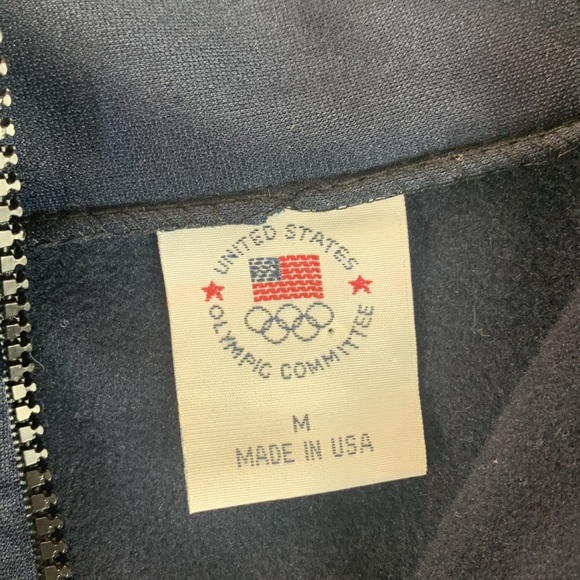 UNITED STATES
OLYMPIC COMMITTEE
M
MADE IN USA